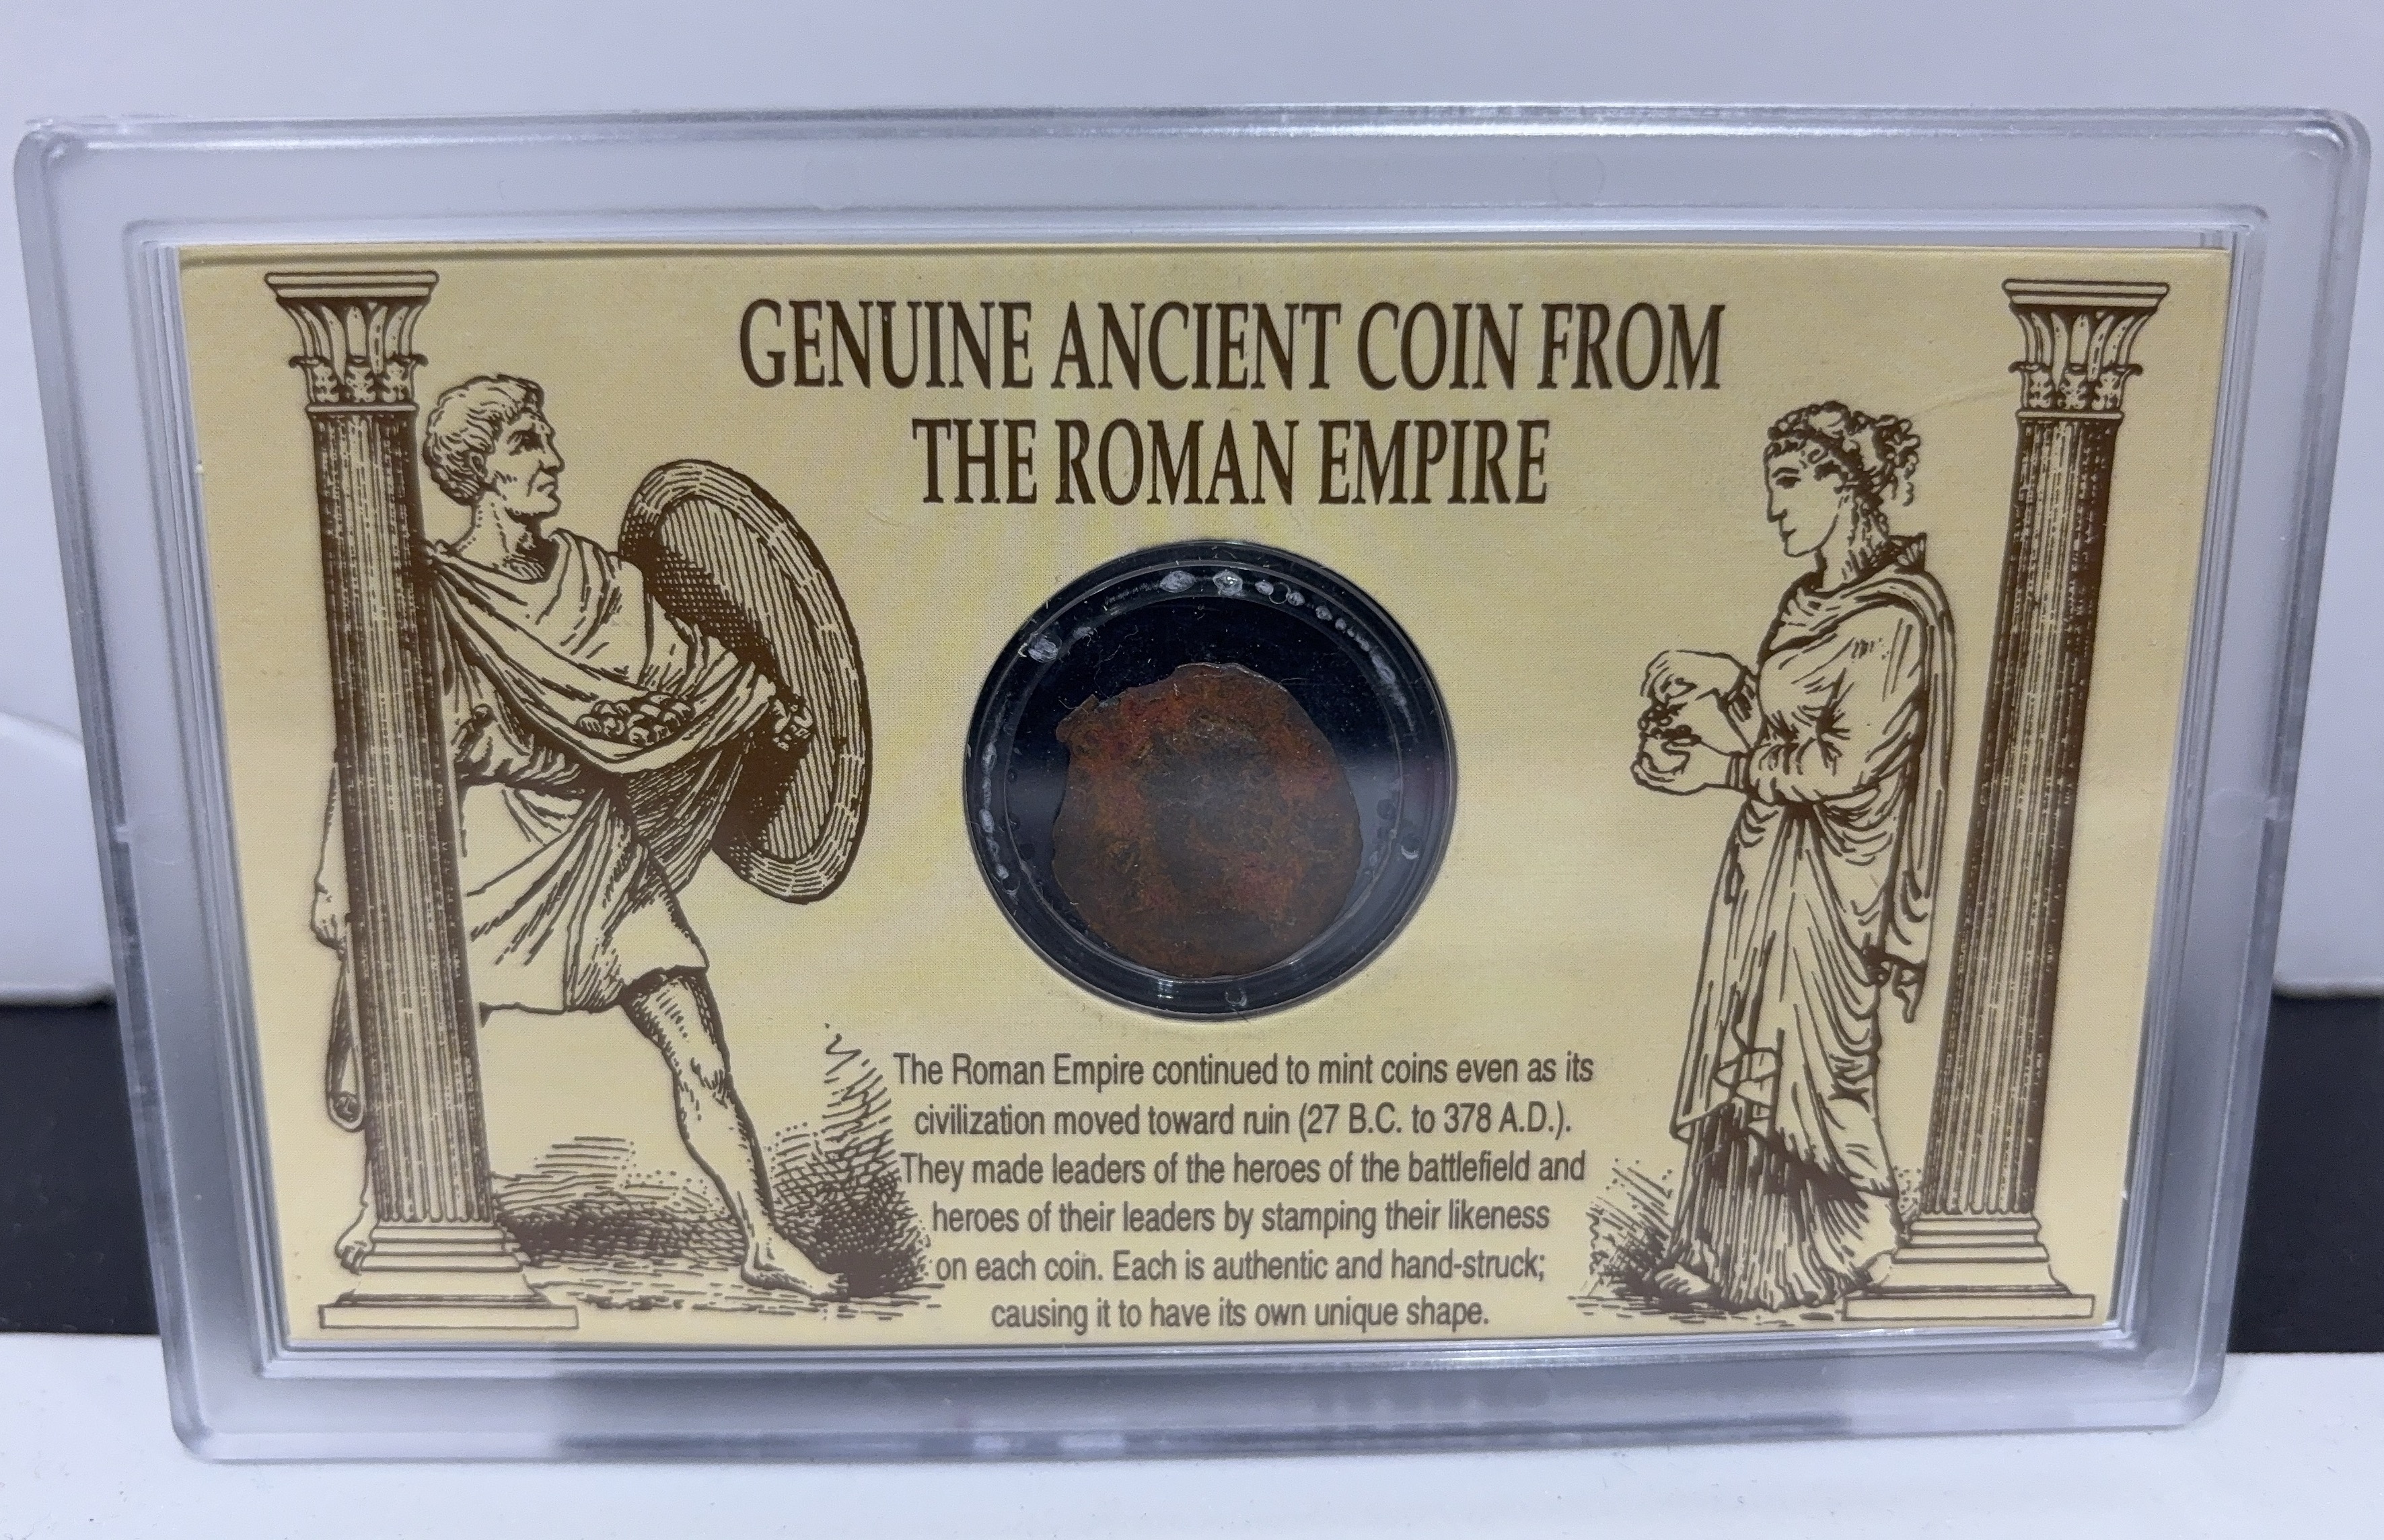 GENUINE ANCIENT COIN FROM
THE ROMAN EMPIRE
The Roman Empire continued to mint coins even as its
civilization moved toward ruin (27 B.C. to 378 A.D.).
They made leaders of the heroes of the battlefield and
heroes of their leaders by stamping their likeness
on each coin. Each is authentic and hand-struck;
causing it to have its own unique shape.